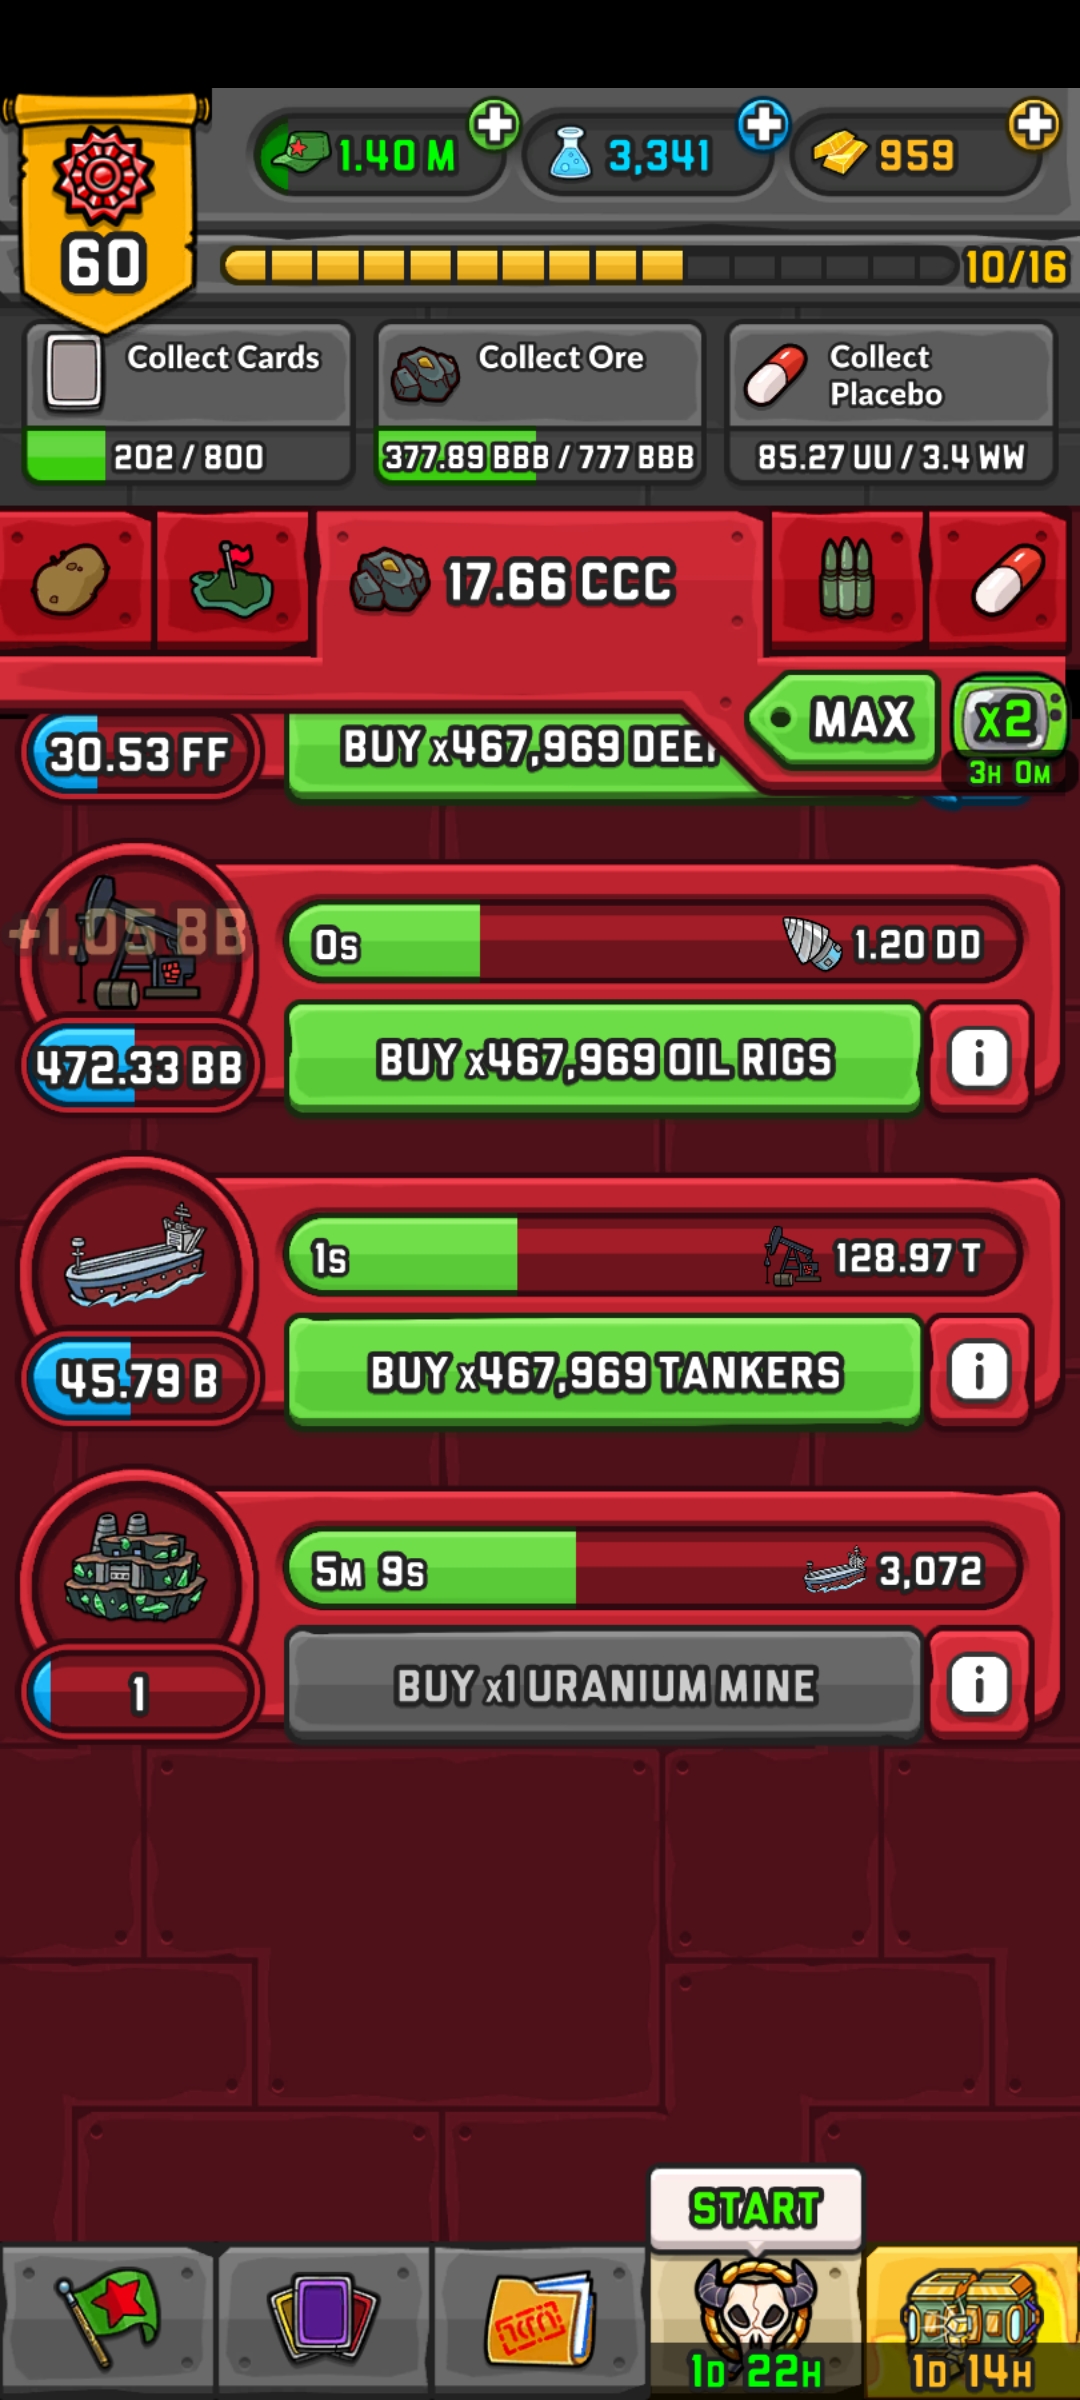 1.40 M
3,341
959
60
10/16
Collect Cards
Collect Ore
Collect
Placebo
202 / 800
377.89 BBB / 777 BBB
85.27 UU / 3.4 WW
17.66 CCC
MAX
x2
3H 0M
30.53 FF
BUY x467,969
+1.05 BB
0s
1.20 DD
472.33 BB
BUY x467,969 OIL RIGS
i
1s
128.97 T
45.79 B
BUY x467,969 TANKERS
i
5M 9s
3,072
1
BUY x1 URANIUM MINE
i
START
1D 22H
1D 14H